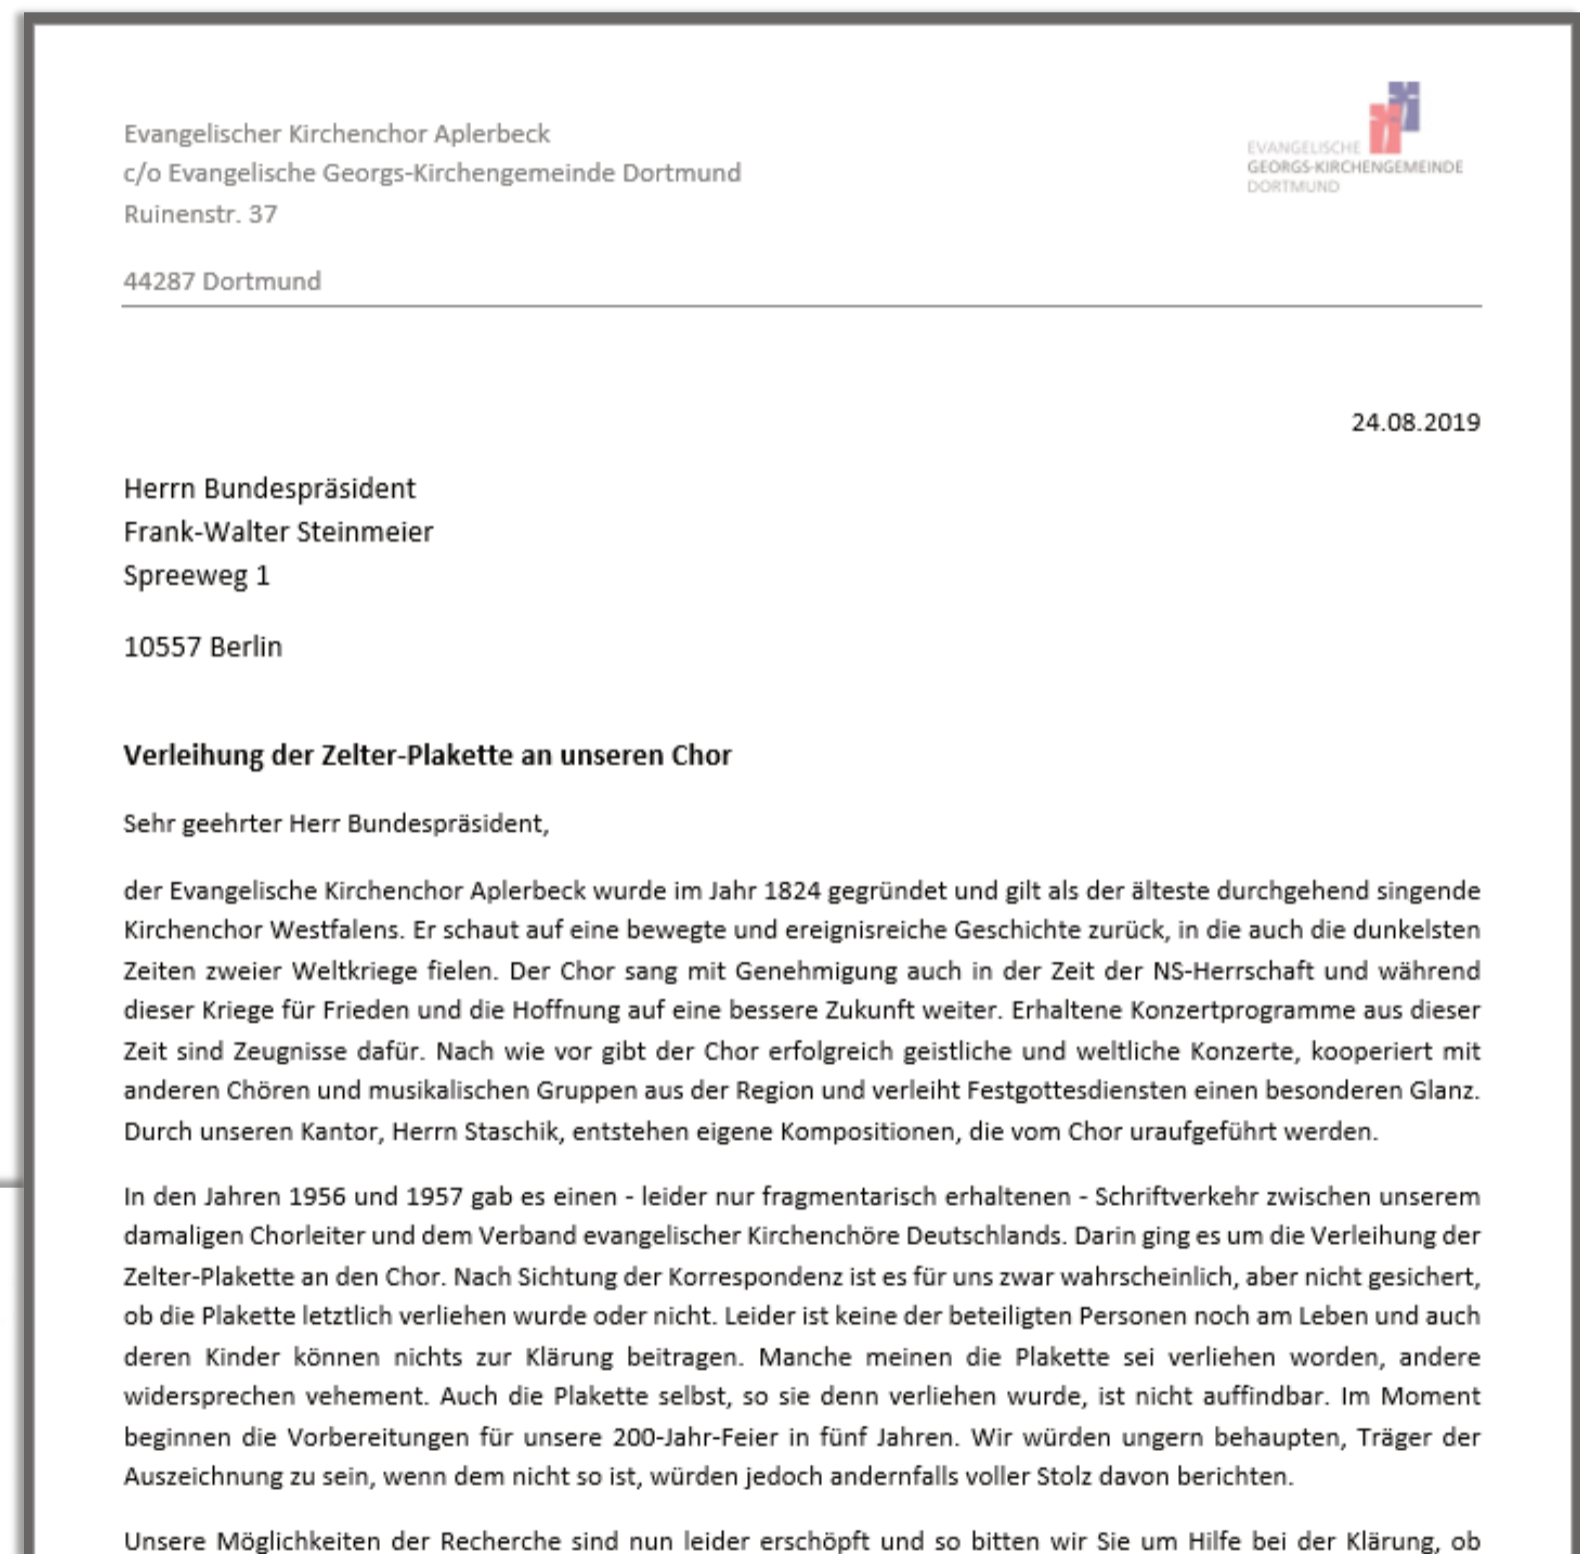 Evangelischer Kirchenchor Aplerbeck
c/o Evangelische Georgs-Kirchengemeinde Dortmund
Ruinenstr. 37
44287 Dortmund
EVANGELISCHE
GEORGS-KIRCHENGEMEINDE
DORTMUND
24.08.2019
Herrn Bundespräsident
Frank-Walter Steinmeier
Spreeweg 1
10557 Berlin
Verleihung der Zelter-Plakette an unseren Chor
Sehr geehrter Herr Bundespräsident,
der Evangelische Kirchenchor Aplerbeck wurde im Jahr 1824 gegründet und gilt als der älteste durchgehend singende
Kirchenchor Westfalens. Er schaut auf eine bewegte und ereignisreiche Geschichte zurück, in die auch die dunkelsten
Zeiten zweier Weltkriege fielen. Der Chor sang mit Genehmigung auch in der Zeit der NS-Herrschaft und während
dieser Kriege für Frieden und die Hoffnung auf eine bessere Zukunft weiter. Erhaltene Konzertprogramme aus dieser
Zeit sind Zeugnisse dafür. Nach wie vor gibt der Chor erfolgreich geistliche und weltliche Konzerte, kooperiert mit
anderen Chören und musikalischen Gruppen aus der Region und verleiht Festgottesdiensten einen besonderen Glanz.
Durch unseren Kantor, Herrn Staschik, entstehen eigene Kompositionen, die vom Chor uraufgeführt werden.
In den Jahren 1956 und 1957 gab es einen - leider nur fragmentarisch erhaltenen - Schriftverkehr zwischen unserem
damaligen Chorleiter und dem Verband evangelischer Kirchenchöre Deutschlands. Darin ging es um die Verleihung der
Zelter-Plakette an den Chor. Nach Sichtung der Korrespondenz ist es für uns zwar wahrscheinlich, aber nicht gesichert,
ob die Plakette letztlich verliehen wurde oder nicht. Leider ist keine der beteiligten Personen noch am Leben und auch
deren Kinder können nichts zur Klärung beitragen. Manche meinen die Plakette sei verliehen worden, andere
widersprechen vehement. Auch die Plakette selbst, so sie denn verliehen wurde, ist nicht auffindbar. Im Moment
beginnen die Vorbereitungen für unsere 200-Jahr-Feier in fünf Jahren. Wir würden ungern behaupten, Träger der
Auszeichnung zu sein, wenn dem nicht so ist, würden jedoch andernfalls voller Stolz davon berichten.
Unsere Möglichkeiten der Recherche sind nun leider erschöpft und so bitten wir Sie um Hilfe bei der Klärung, ob